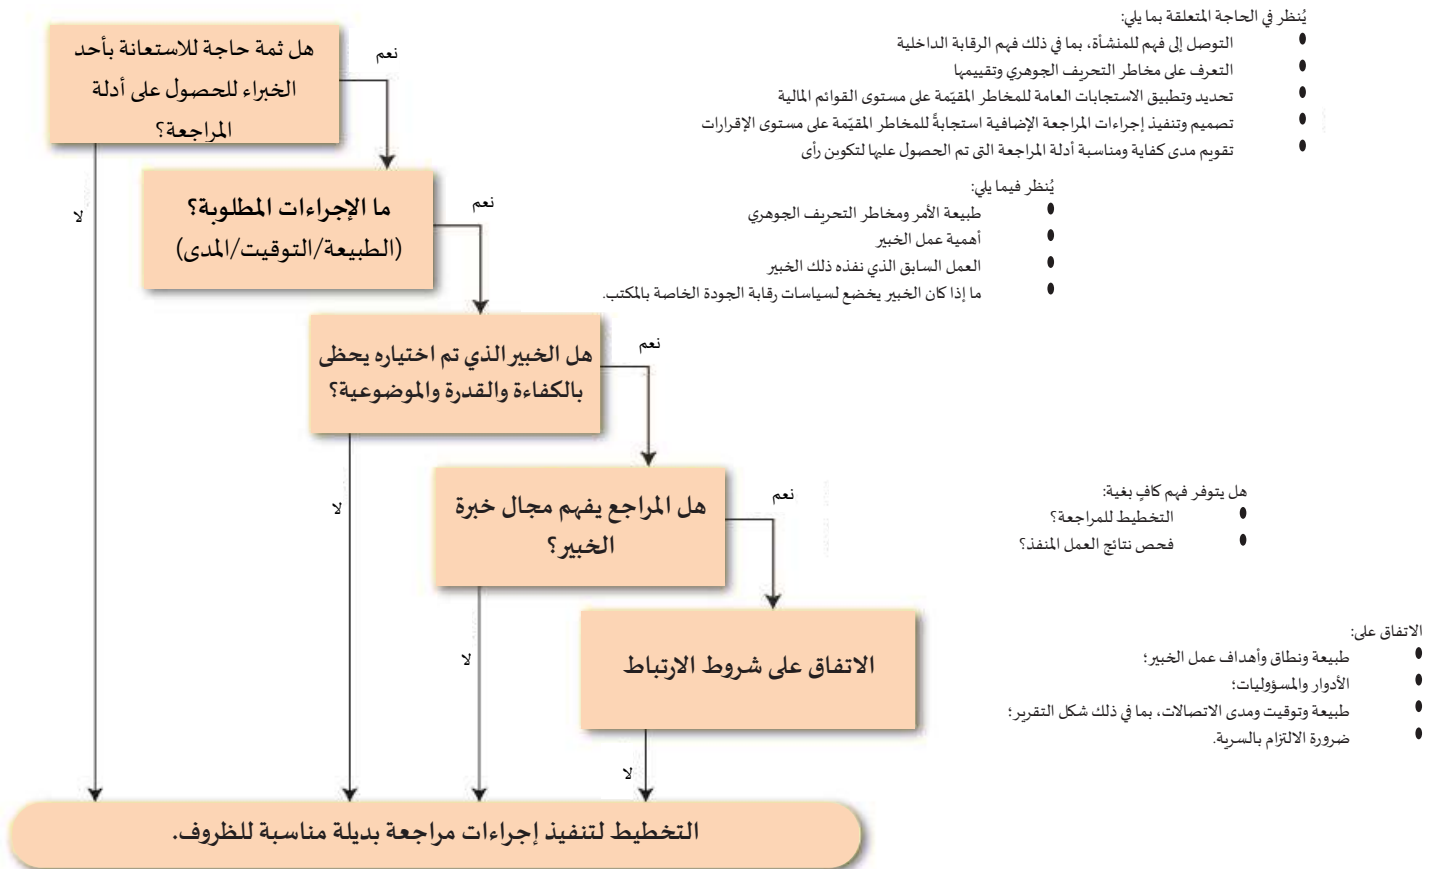 هل ثمة حاجة للاستعانة بأحد
الخبراء للحصول على أدلة
المراجعة؟
نعم
لا
يُنظر في الحاجة المتعلقة بما يلي:
التوصل إلى فهم للمنشأة، بما في ذلك فهم الرقابة الداخلية
التعرف على مخاطر التحريف الجوهري وتقييمها
تحديد وتطبيق الاستجابات العامة للمخاطر المقيّمة على مستوى القوائم المالية
تصميم وتنفيذ إجراءات المراجعة الإضافية استجابةً للمخاطر المقيّمة على مستوى الإقرارات
تقويم مدى كفاية ومناسبة أدلة المراجعة التي تم الحصول عليها لتكوين رأي
ما الإجراءات المطلوبة؟
(الطبيعة/التوقيت/المدى)
نعم
يُنظر فيما يلي:
طبيعة الأمر ومخاطر التحريف الجوهري
أهمية عمل الخبير
العمل السابق الذي نفذه ذلك الخبير
ما إذا كان الخبير يخضع لسياسات رقابة الجودة الخاصة بالمكتب.
هل الخبير الذي تم اختياره يحظى
بالكفاءة والقدرة والموضوعية؟
نعم
لا
هل المراجع يفهم مجال خبرة
الخبير؟
نعم
لا
هل يتوفر فهم كافٍ بغية:
التخطيط للمراجعة؟
فحص نتائج العمل المنفذ؟
الاتفاق على شروط الارتباط
لا
الاتفاق على:
طبيعة ونطاق وأهداف عمل الخبير؛
الأدوار والمسؤوليات؛
طبيعة وتوقيت ومدى الاتصالات، بما في ذلك شكل التقرير؛
ضرورة الالتزام بالسرية.
التخطيط لتنفيذ إجراءات مراجعة بديلة مناسبة للظروف.